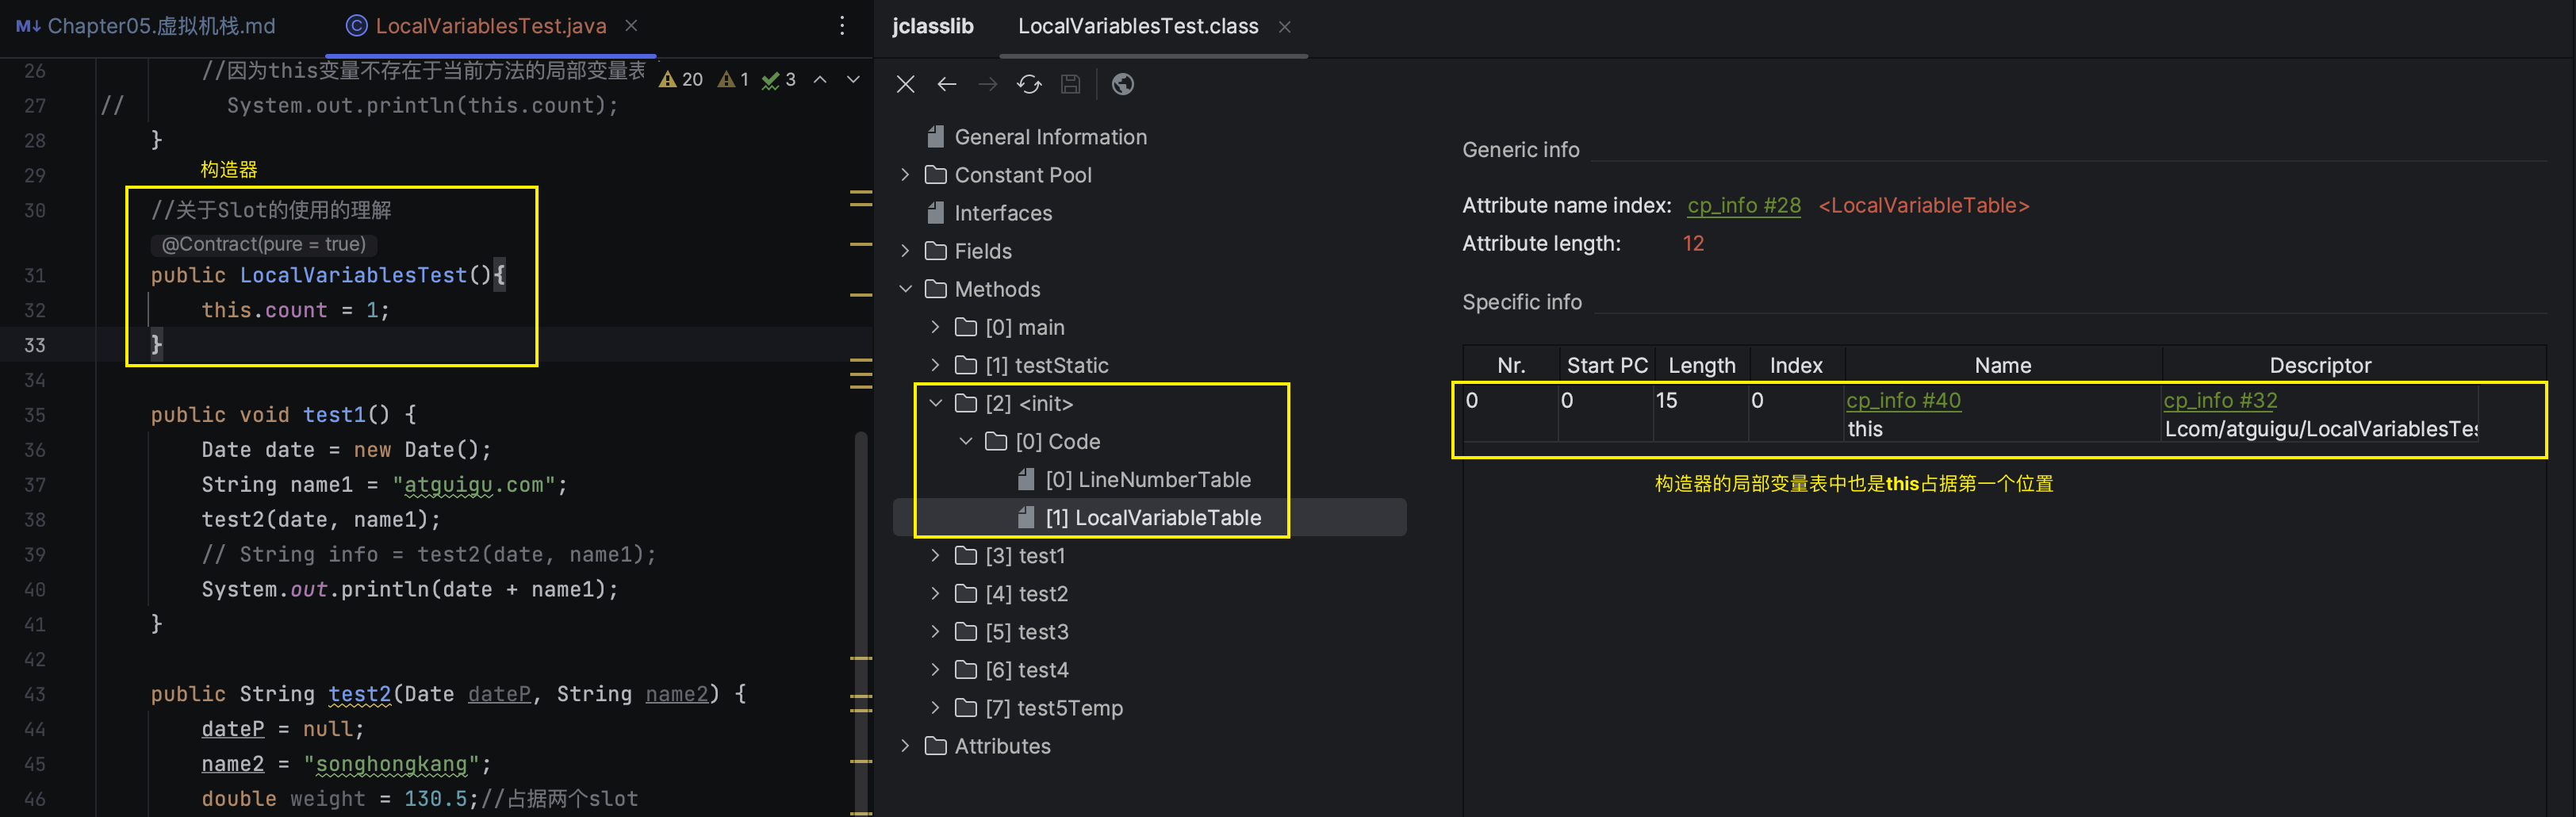 Chapter05.虚拟机栈.md
LocalVariablesTest.java
26 //因为this变量不存在于当前方法的局部变量表
20 1 3
27 // System.out.println(this.count);
28 }
构造器
29
30 //关于Slot的使用的理解
@Contract(pure = true)
31 public LocalVariablesTest(){
32 this.count = 1;
33 }
34
35 public void test1() {
36 Date date = new Date();
37 String name1 = "atguigu.com";
38 test2(date, name1);
39 // String info = test2(date, name1);
40 System.out.println(date + name1);
41 }
42
43 public String test2(Date dateP, String name2) {
44 dateP = null;
45 name2 = "songhongkang";
46 double weight = 130.5;//占据两个slot
jclasslib LocalVariablesTest.class
General Information
Constant Pool
Interfaces
Fields
Methods
[0] main
[1] testStatic
[2] <init>
[0] Code
[0] LineNumberTable
[1] LocalVariableTable
[3] test1
[4] test2
[5] test3
[6] test4
[7] test5Temp
Attributes
Generic info
Attribute name index: cp_info #28 <LocalVariableTable>
Attribute length: 12
Specific info
Nr. Start PC Length Index Name Descriptor
0 0 15 0 cp_info #40 cp_info #32
this Lcom/atguigu/LocalVariablesTes
构造器的局部变量表中也是this占据第一个位置